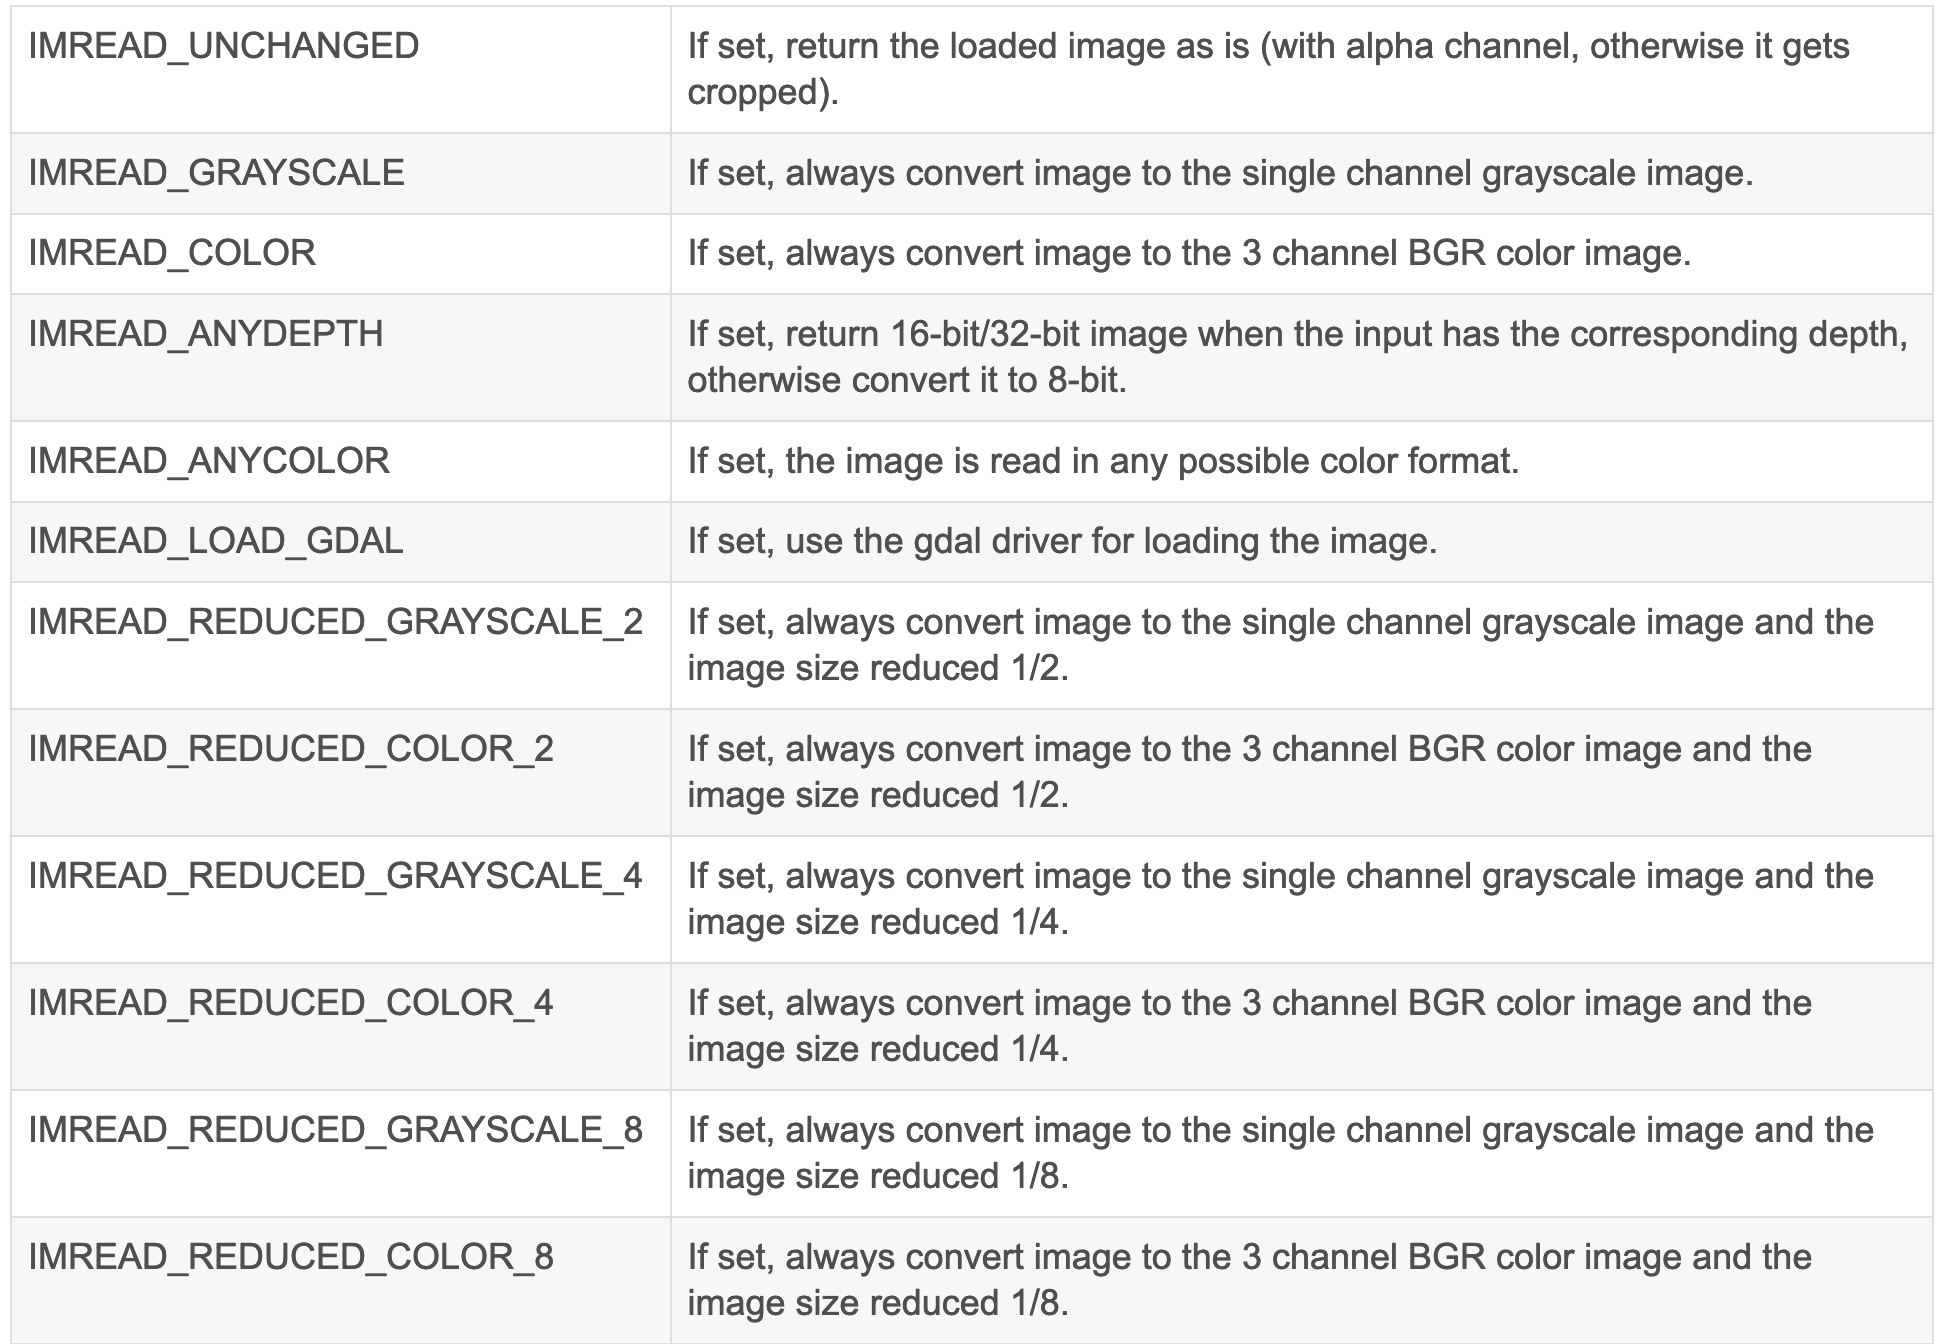 IMREAD_UNCHANGED
If set, return the loaded image as is (with alpha channel, otherwise it gets
cropped).
IMREAD_GRAYSCALE
If set, always convert image to the single channel grayscale image.
IMREAD_COLOR
If set, always convert image to the 3 channel BGR color image.
IMREAD_ANYDEPTH
If set, return 16-bit/32-bit image when the input has the corresponding depth,
otherwise convert it to 8-bit.
IMREAD_ANYCOLOR
If set, the image is read in any possible color format.
IMREAD_LOAD_GDAL
If set, use the gdal driver for loading the image.
IMREAD_REDUCED_GRAYSCALE_2
If set, always convert image to the single channel grayscale image and the
image size reduced 1/2.
IMREAD_REDUCED_COLOR_2
If set, always convert image to the 3 channel BGR color image and the
image size reduced 1/2.
IMREAD_REDUCED_GRAYSCALE_4
If set, always convert image to the single channel grayscale image and the
image size reduced 1/4.
IMREAD_REDUCED_COLOR_4
If set, always convert image to the 3 channel BGR color image and the
image size reduced 1/4.
IMREAD_REDUCED_GRAYSCALE_8
If set, always convert image to the single channel grayscale image and the
image size reduced 1/8.
IMREAD_REDUCED_COLOR_8
If set, always convert image to the 3 channel BGR color image and the
image size reduced 1/8.